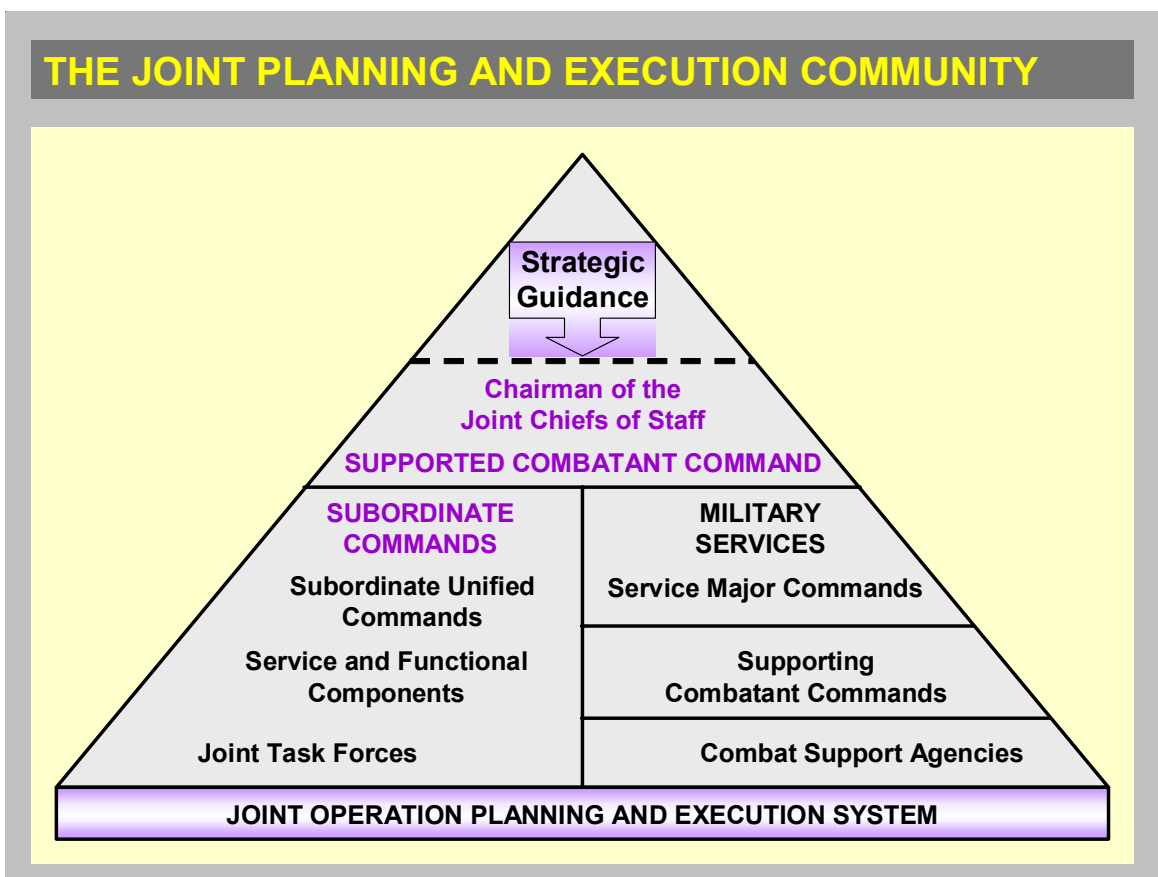 THE JOINT PLANNING AND EXECUTION COMMUNITY
Strategic
Guidance
Chairman of the
Joint Chiefs of Staff
SUPPORTED COMBATANT COMMAND
SUBORDINATE
COMMANDS
Subordinate Unified
Commands
Service and Functional
Components
Joint Task Forces
MILITARY
SERVICES
Service Major Commands
Supporting
Combatant Commands
Combat Support Agencies
JOINT OPERATION PLANNING AND EXECUTION SYSTEM